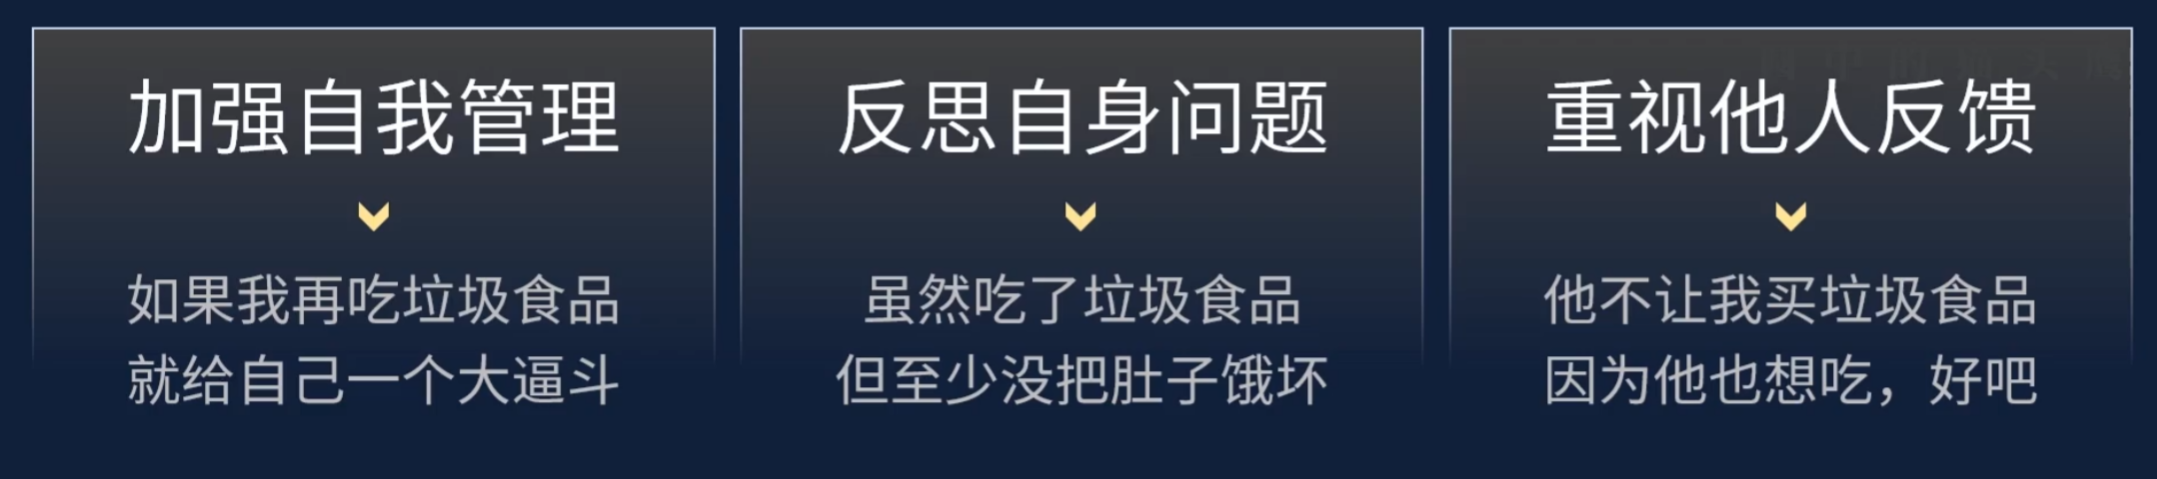 加强自我管理
如果我再吃垃圾食品
就给自己一个大逼斗
反思自身问题
虽然吃了垃圾食品
但至少没把肚子饿坏
重视他人反馈
他不让我买垃圾食品
因为他也想吃，好吧